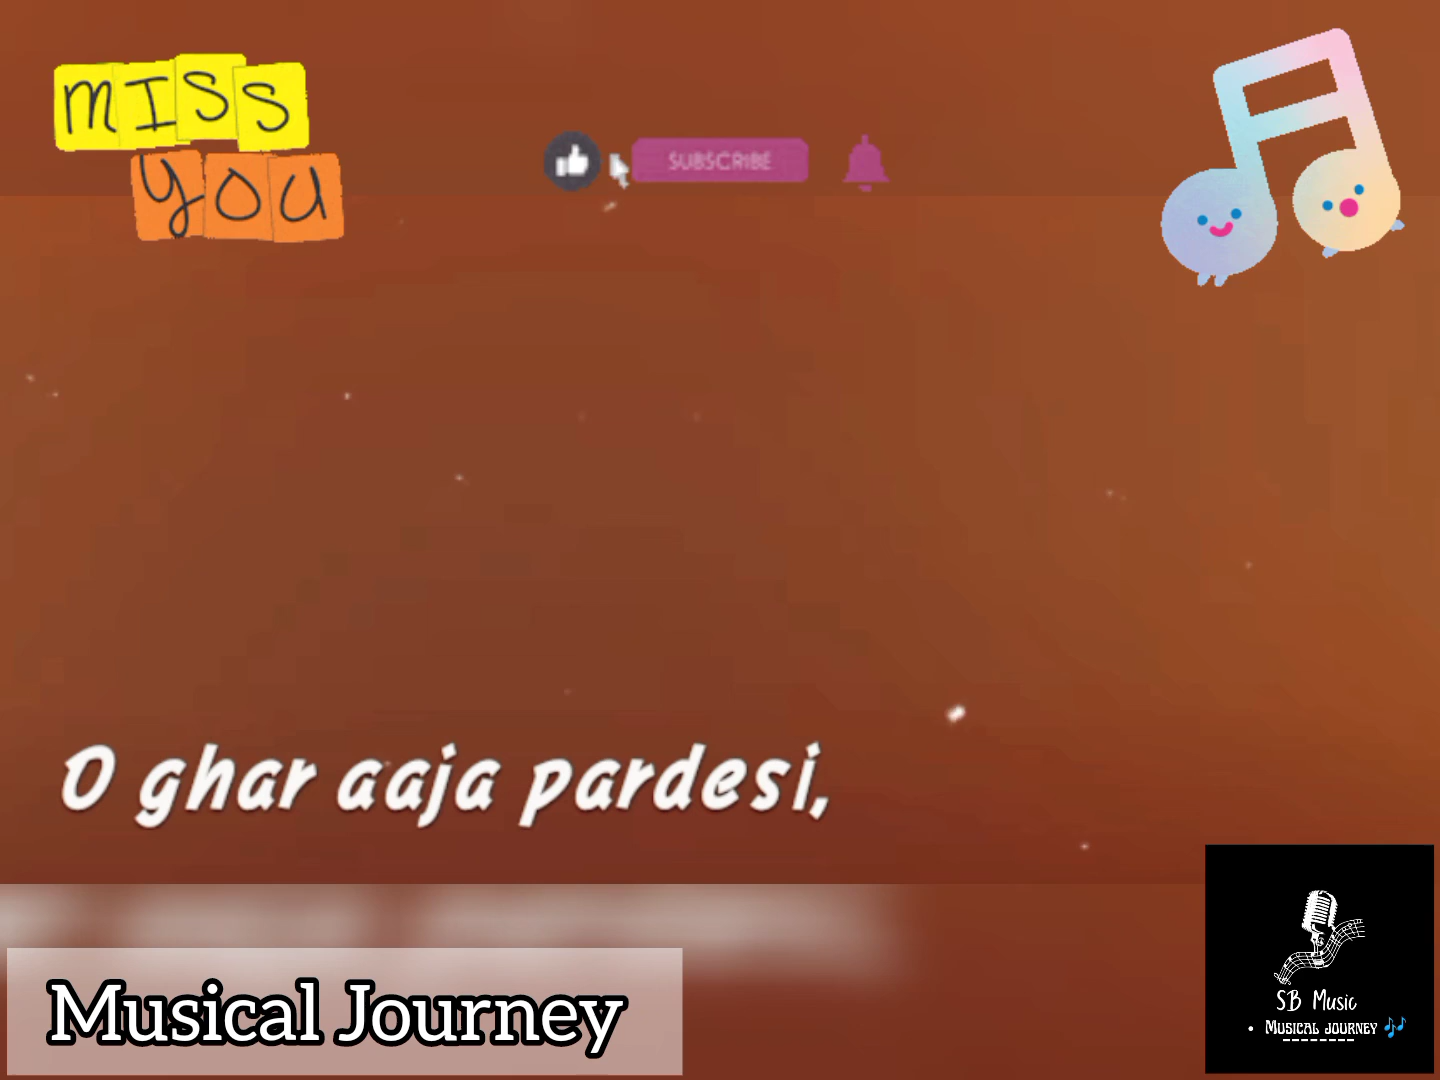 mISS
you
SUBSCRIBE
O ghar aaja pardesi,
Musical Journey
SB Music
• MUSICAL JOURNEY 🎶